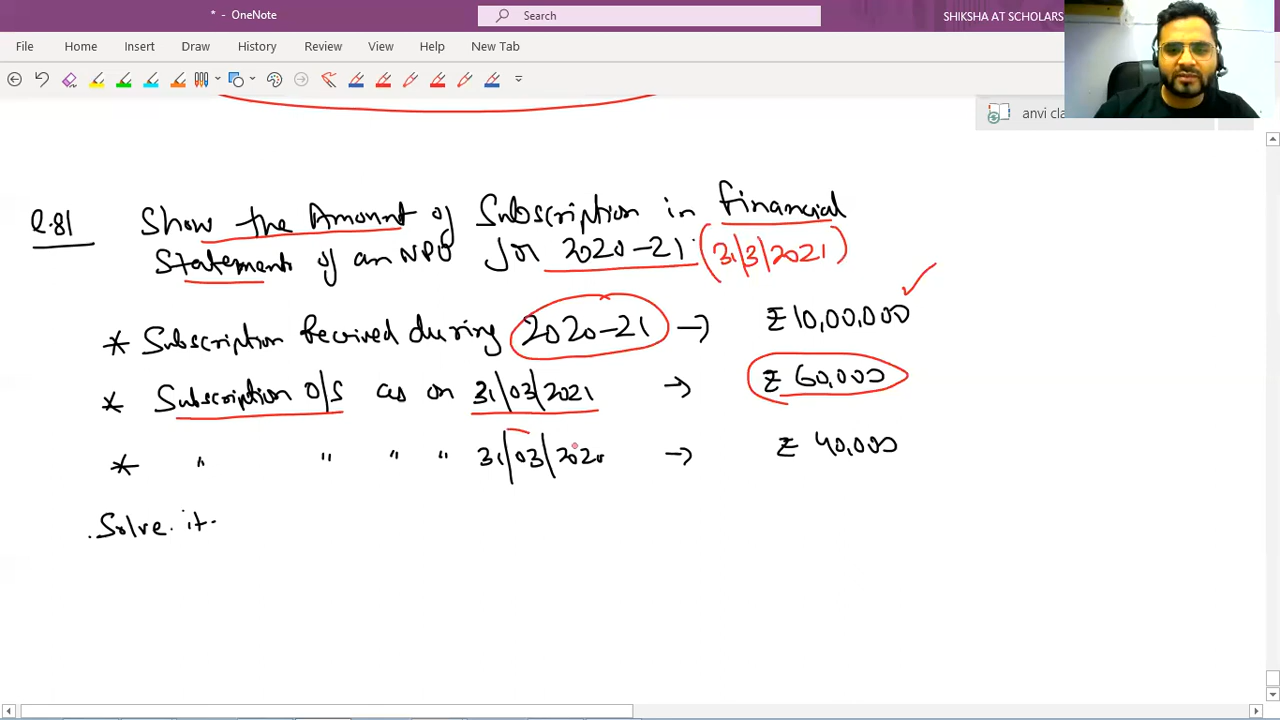 * - OneNote
Search
SHIKSHA AT SCHOLARS
File Home Insert Draw History Review View Help New Tab
anvi cla
Q.81 Show the Amount of Subscription in financial
Statements of an NPO for 2020-21. (31/3/2021)
* Subscription Received during 2020-21 → ₹10,00,000 ✓
* Subscription O/S as on 31/03/2021 → ₹ 60,000
* " " " " 31/03/2020 → ₹ 40,000
. Solve. it.